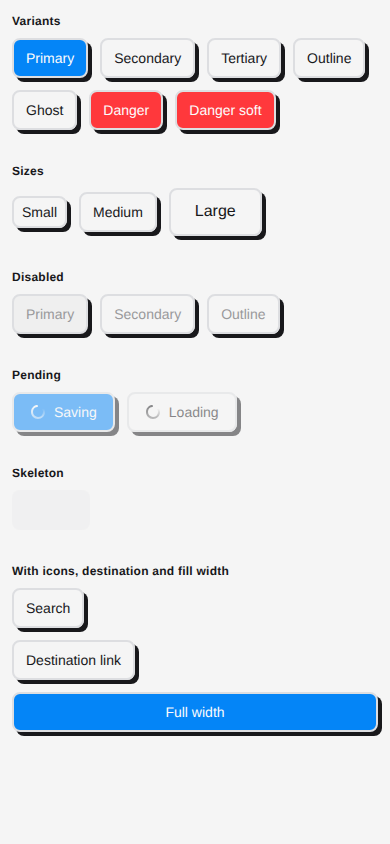 Variants
Primary Secondary Tertiary Outline
Ghost Danger Danger soft
Sizes
Small Medium Large
Disabled
Primary Secondary Outline
Pending
Saving Loading
Skeleton
With icons, destination and fill width
Search
Destination link
Full width